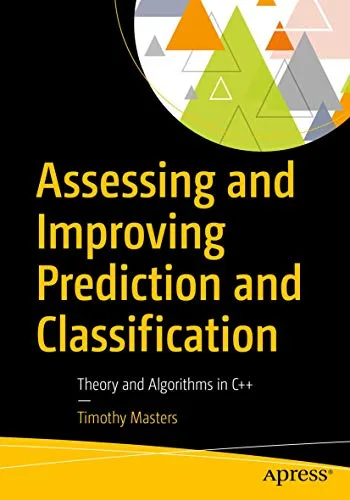 Assessing and
Improving
Prediction and
Classification
Theory and Algorithms in C++
—
Timothy Masters
Apress®